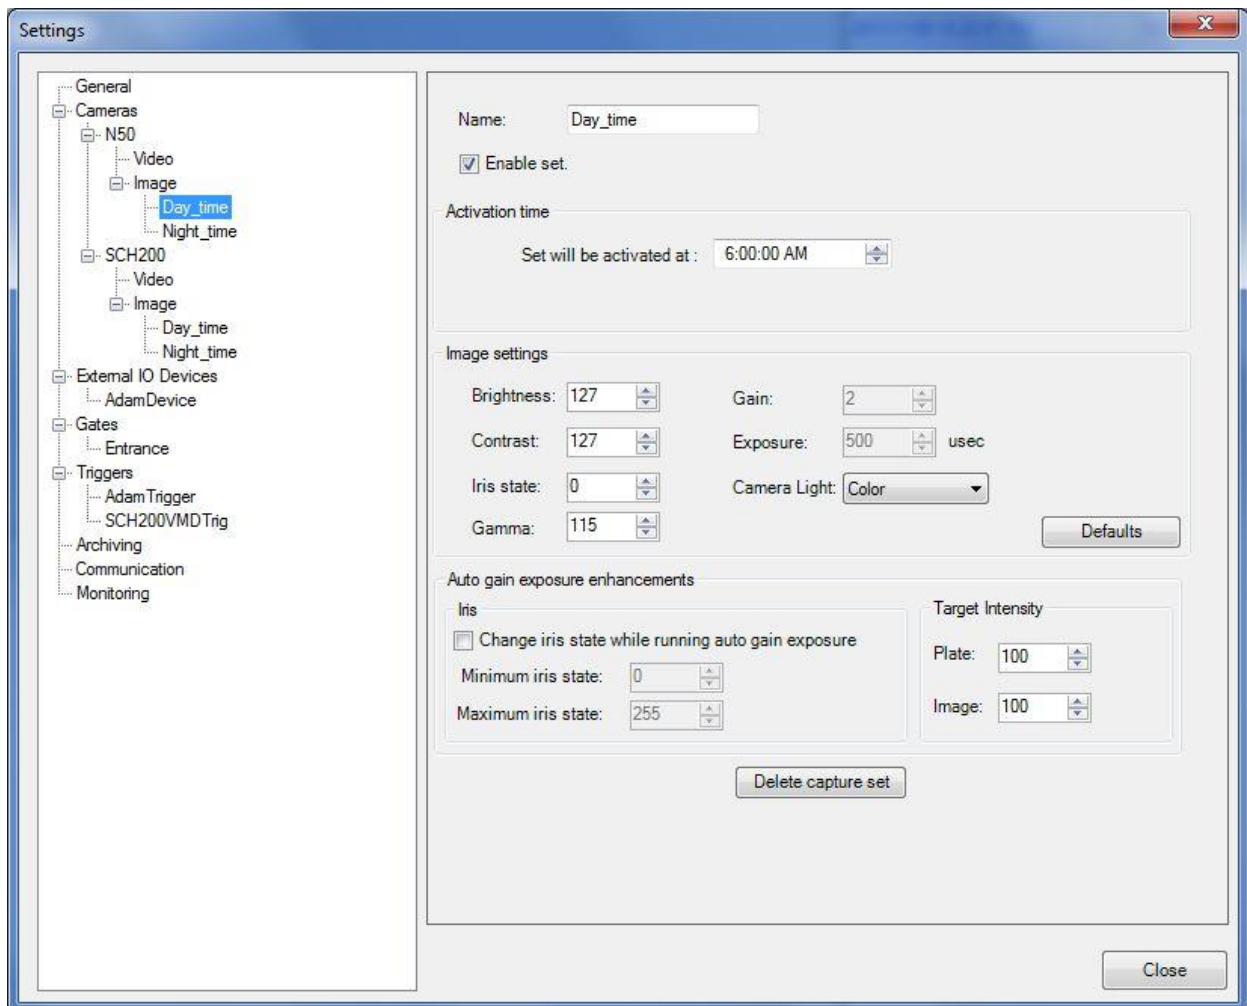 Settings
General
Cameras
N50
Video
Image
Day_time
Night_time
SCH200
Video
Image
Day_time
Night_time
External IO Devices
AdamDevice
Gates
Entrance
Triggers
AdamTrigger
SCH200VMDTrig
Archiving
Communication
Monitoring
Name: Day_time
Enable set.
Activation time
Set will be activated at : 6:00:00 AM
Image settings
Brightness: 127 Gain: 2
Contrast: 127 Exposure: 500 usec
Iris state: 0 Camera Light: Color
Gamma: 115 Defaults
Auto gain exposure enhancements
Iris
Change iris state while running auto gain exposure
Minimum iris state: 0
Maximum iris state: 255
Target Intensity
Plate: 100
Image: 100
Delete capture set
Close